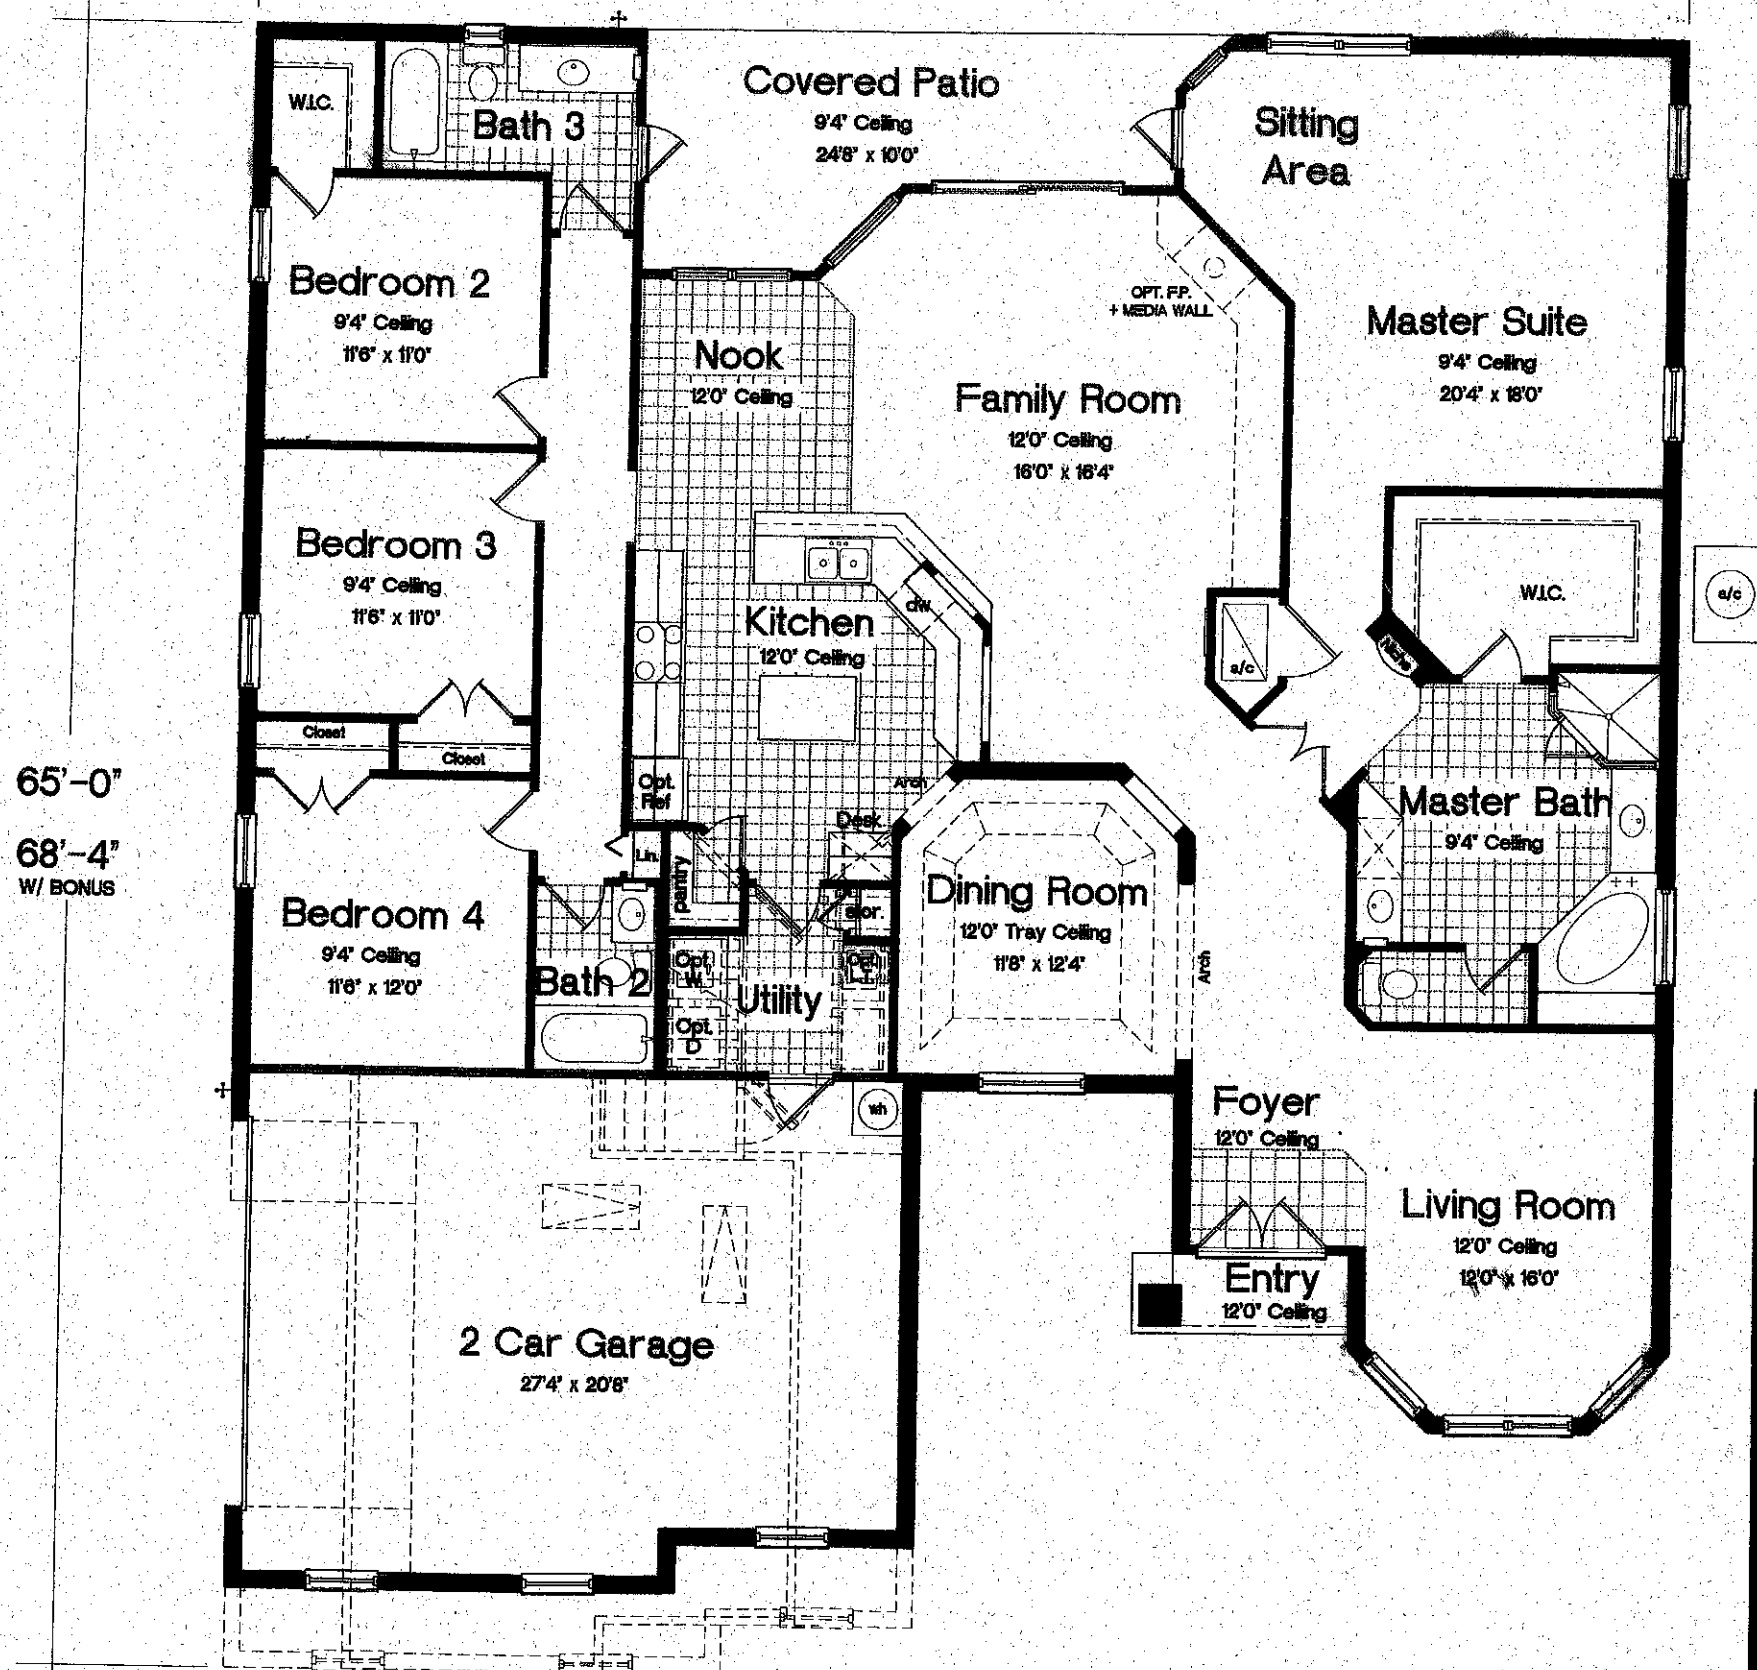 Covered Patio
9'4" Ceiling
24'8" x 10'0"
Sitting
Area
W.I.C.
Bath 3
Bedroom 2
9'4" Ceiling
11'6" x 11'0"
OPT. F.P.
+ MEDIA WALL
Nook
12'0" Ceiling
Family Room
12'0" Ceiling
16'0" x 16'4"
Master Suite
9'4" Ceiling
20'4" x 18'0"
Bedroom 3
9'4" Ceiling
11'6" x 11'0"
Kitchen
12'0" Ceiling
dw
a/c
Niche
W.I.C.
a/c
Closet
Closet
65'-0"
68'-4"
W/ BONUS
Opt.
Ref
Arch
Desk
Lin.
pantry
stor.
Master Bath
9'4" Ceiling
Dining Room
12'0" Tray Ceiling
11'8" x 12'4"
Arch
Bedroom 4
9'4" Ceiling
11'6" x 12'0"
Bath 2
Opt.
W
Opt.
D
Utility
wh
Foyer
12'0" Ceiling
Living Room
12'0" Ceiling
12'0" x 16'0"
Entry
12'0" Ceiling
2 Car Garage
27'4" x 20'8"